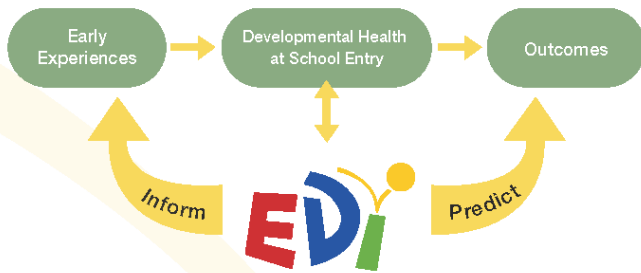 Early
Experiences
Developmental Health
at School Entry
Outcomes
Inform
EDI
Predict